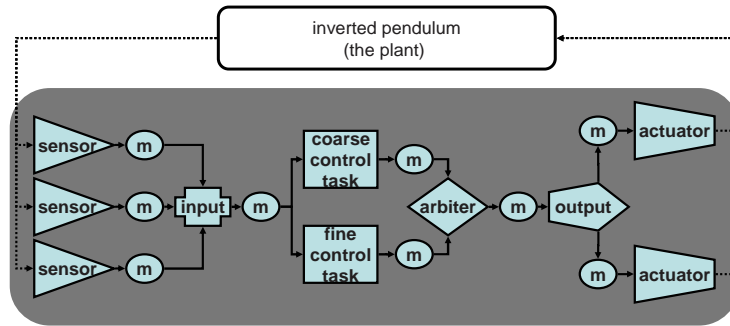 inverted pendulum
(the plant)
sensor
m
sensor
m
sensor
m
input
m
coarse
control
task
m
fine
control
task
m
arbiter
m
output
m
actuator
m
actuator